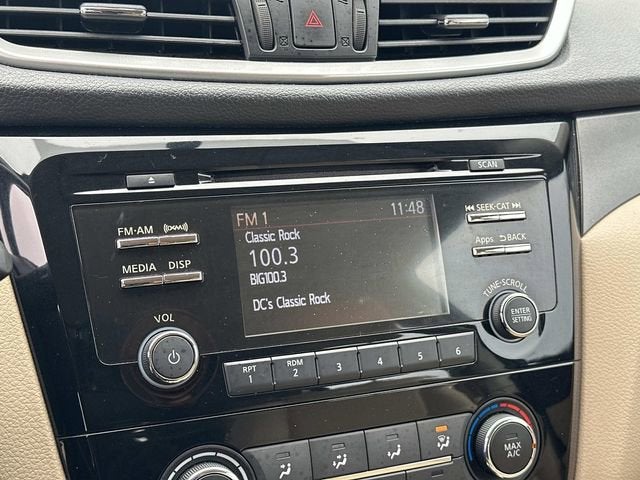 SCAN
FM·AM
SEEK·CAT
FM 1 11:48
Classic Rock
100.3
BIG100.3
DC's Classic Rock
Apps BACK
MEDIA DISP
TUNE·SCROLL
VOL
ENTER
SETTING
RPT
1
RDM
2
3
4
5
6
MAX
A/C